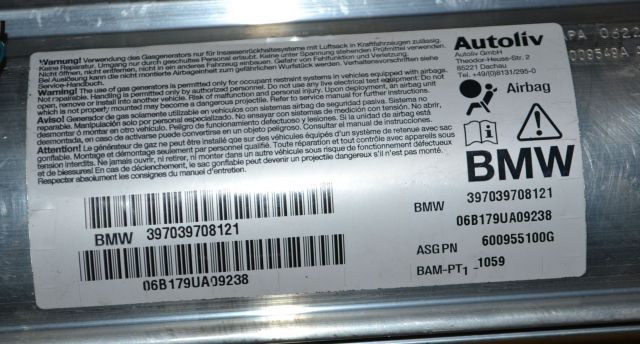 !Warnung! Verwendung des Gasgenerators nur für Insassenrückhaltesysteme mit Luftsack in Kraftfahrzeugen zulässig.
Keine Reparatur. Umgang nur durch geschultes Personal. Keine unter Spannung stehenden Prüfmittel verwenden.
Nicht öffnen, nicht entfernen, nicht in ein anderes Fahrzeug einbauen. Gefahren von Fehlfunktion und Verletzung.
Bei Auslösung kann die nicht montierte Airbageinheit zum gefährlichen Wurfkörper werden. Verhaltensvorschriften siehe
Service-Handbuch.
Warning! The use of gas generators is permitted only for occupant restraint systems in vehicles equipped with airbags.
Not repairable. Handling permitted only by authorized personnel. Do not use any live electrical test equipment. Do not
open, remove or install into another vehicle. Risk of malfunction and personal injury. Upon deployment, an airbag unit
which is not properly mounted may become a dangerous projectile. Refer to service manual for further instructions.
Aviso! Generador de gas solamente utilizable en vehículos con sistemas airbag de seguridad pasiva. Sistema no
reparable. Manipulación solo por personal especializado. No ensayar con medios de medición con tensión. No abrir,
desmontar ó montar en otro vehículo. Peligro de funcionamiento defectuoso y lesiones. Si la unidad de airbag está
desmontada, en caso de activarse puede convertirse en un objeto peligroso. Reglas de comportamiento, ver manual de servicio.
Attention! Le générateur de gaz ne peut être installé que sur des véhicules équipés d'un système de retenue avec sac
gonflable. Montage et démontage seulement par personnel qualifié. Toute réparation et tout contrôle avec appareils sous
tension interdits. Ne jamais ouvrir, ni retirer, ni monter dans un autre véhicule sous risque de fonctionnement défectueux
et de blessures! En cas de déclenchement, le sac gonflable peut devenir un projectile dangereux s'il n'est pas monté.
Respecter absolument les consignes du manuel d'entretien!
Autoliv
Autoliv GmbH
Theodor-Heuss-Str. 2
85221 Dachau
Tel. +49/(0)8131/295-0
Airbag
BMW
BMW 397039708121
06B179UA09238
BMW 397039708121
06B179UA09238
ASG PN 600955100G
BAM-PT1 -1059